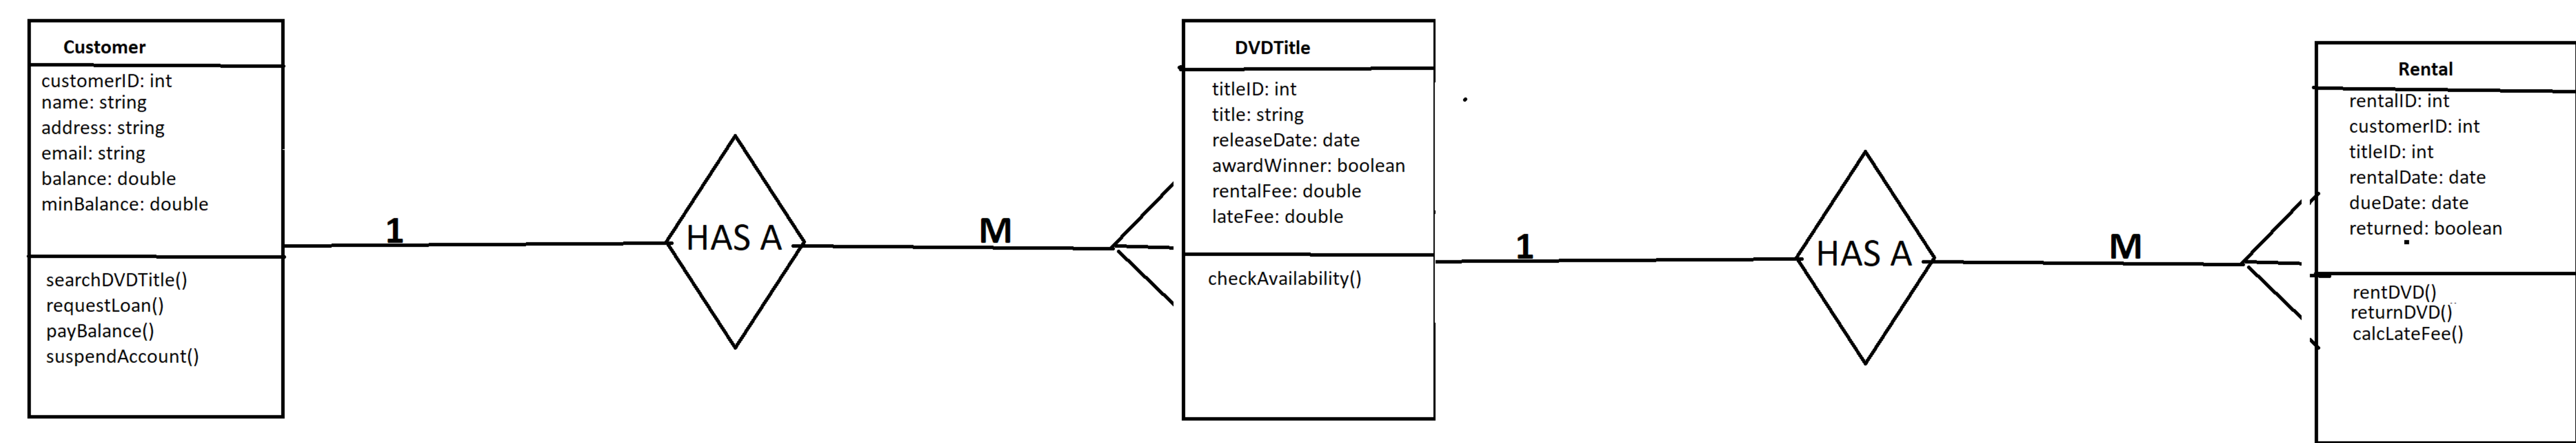 Customer
customerID: int
name: string
address: string
email: string
balance: double
minBalance: double
searchDVDTitle()
requestLoan()
payBalance()
suspendAccount()
1
HAS A
M
DVDTitle
titleID: int
title: string
releaseDate: date
awardWinner: boolean
rentalFee: double
lateFee: double
checkAvailability()
1
HAS A
M
Rental
rentalID: int
customerID: int
titleID: int
rentalDate: date
dueDate: date
returned: boolean
rentDVD()
returnDVD()
calcLateFee()